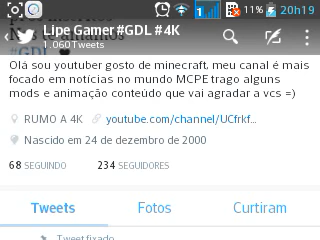 11% 20h19
Lipe Gamer #GDL #4K
1.060 Tweets
#GDL
Olá sou youtuber gosto de minecraft, meu canal é mais
focado em notícias no mundo MCPE trago alguns
mods e animação conteúdo que vai agradar a vcs =)
RUMO A 4K youtube.com/channel/UCfrkf...
Nascido em 24 de dezembro de 2000
68 SEGUINDO 234 SEGUIDORES
Tweets Fotos Curtiram
Tweet fixado